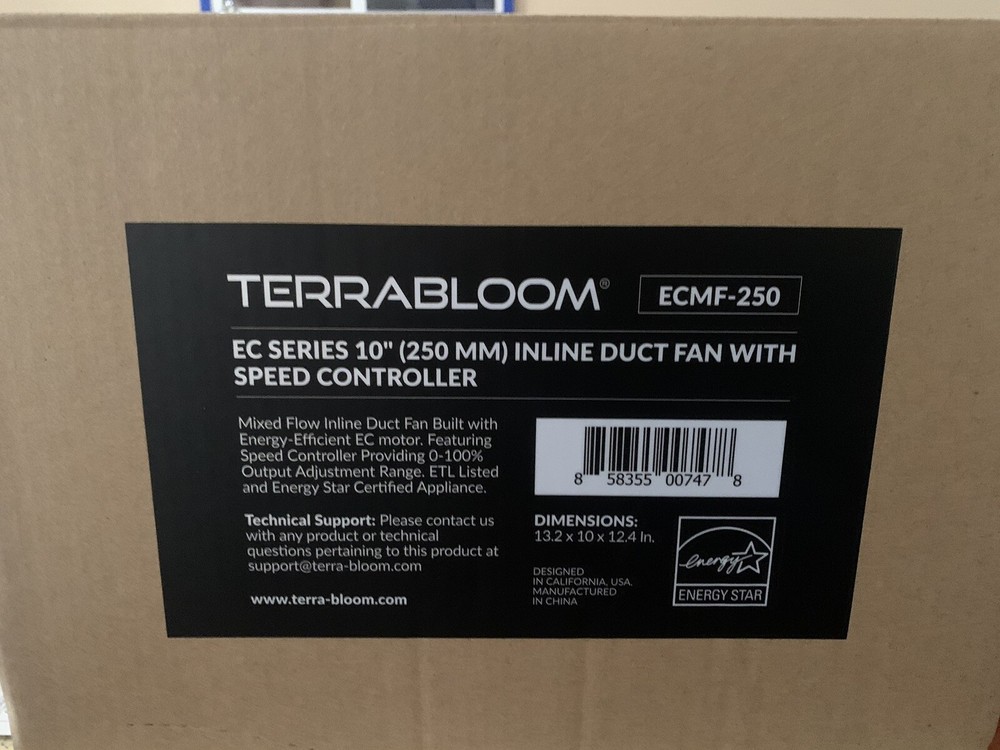 TERRABLOOM®
ECMF-250
EC SERIES 10" (250 MM) INLINE DUCT FAN WITH
SPEED CONTROLLER
Mixed Flow Inline Duct Fan Built with
Energy-Efficient EC motor. Featuring
Speed Controller Providing 0-100%
Output Adjustment Range. ETL Listed
and Energy Star Certified Appliance.
Technical Support: Please contact us
with any product or technical
questions pertaining to this product at
support@terra-bloom.com
www.terra-bloom.com
8 58355 00747 8
DIMENSIONS:
13.2 x 10 x 12.4 In.
DESIGNED
IN CALIFORNIA, USA.
MANUFACTURED
IN CHINA
energy
ENERGY STAR